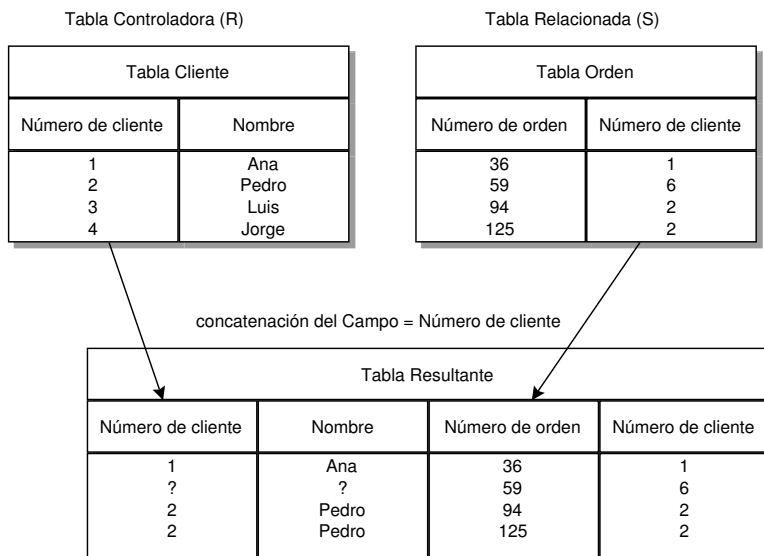 Tabla Controladora (R) Tabla Relacionada (S)
Tabla Cliente Tabla Orden
Número de cliente Nombre Número de orden Número de cliente
1 Ana 36 1
2 Pedro 59 6
3 Luis 94 2
4 Jorge 125 2
concatenación del Campo = Número de cliente
Tabla Resultante
Número de cliente Nombre Número de orden Número de cliente
1 Ana 36 1
? ? 59 6
2 Pedro 94 2
2 Pedro 125 2